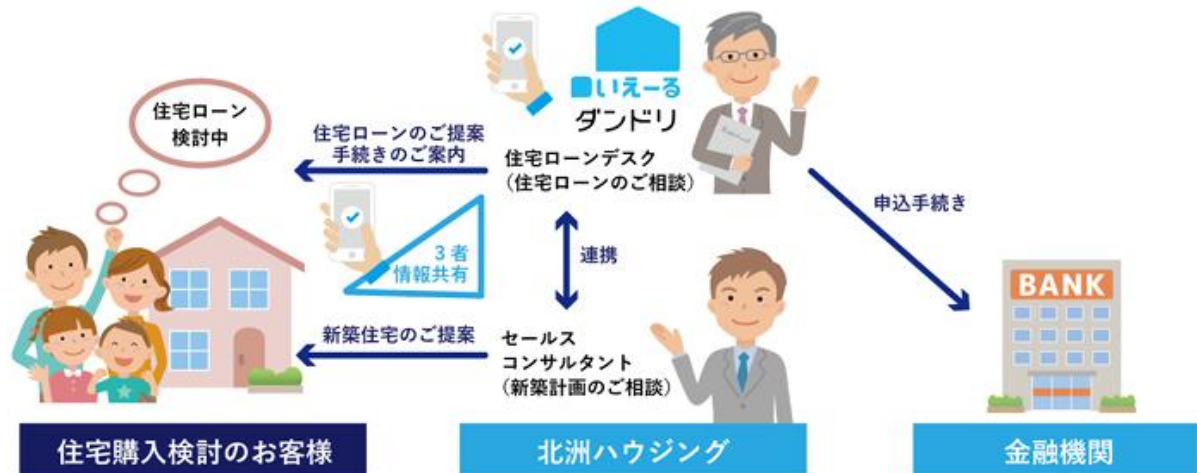 いえーる
ダンドリ
住宅ローン
検討中
住宅ローンのご提案
手続きのご案内
住宅ローンデスク
(住宅ローンのご相談)
申込手続き
3者
情報共有
連携
BANK
新築住宅のご提案
セールス
コンサルタント
(新築計画のご相談)
住宅購入検討のお客様
北洲ハウジング
金融機関